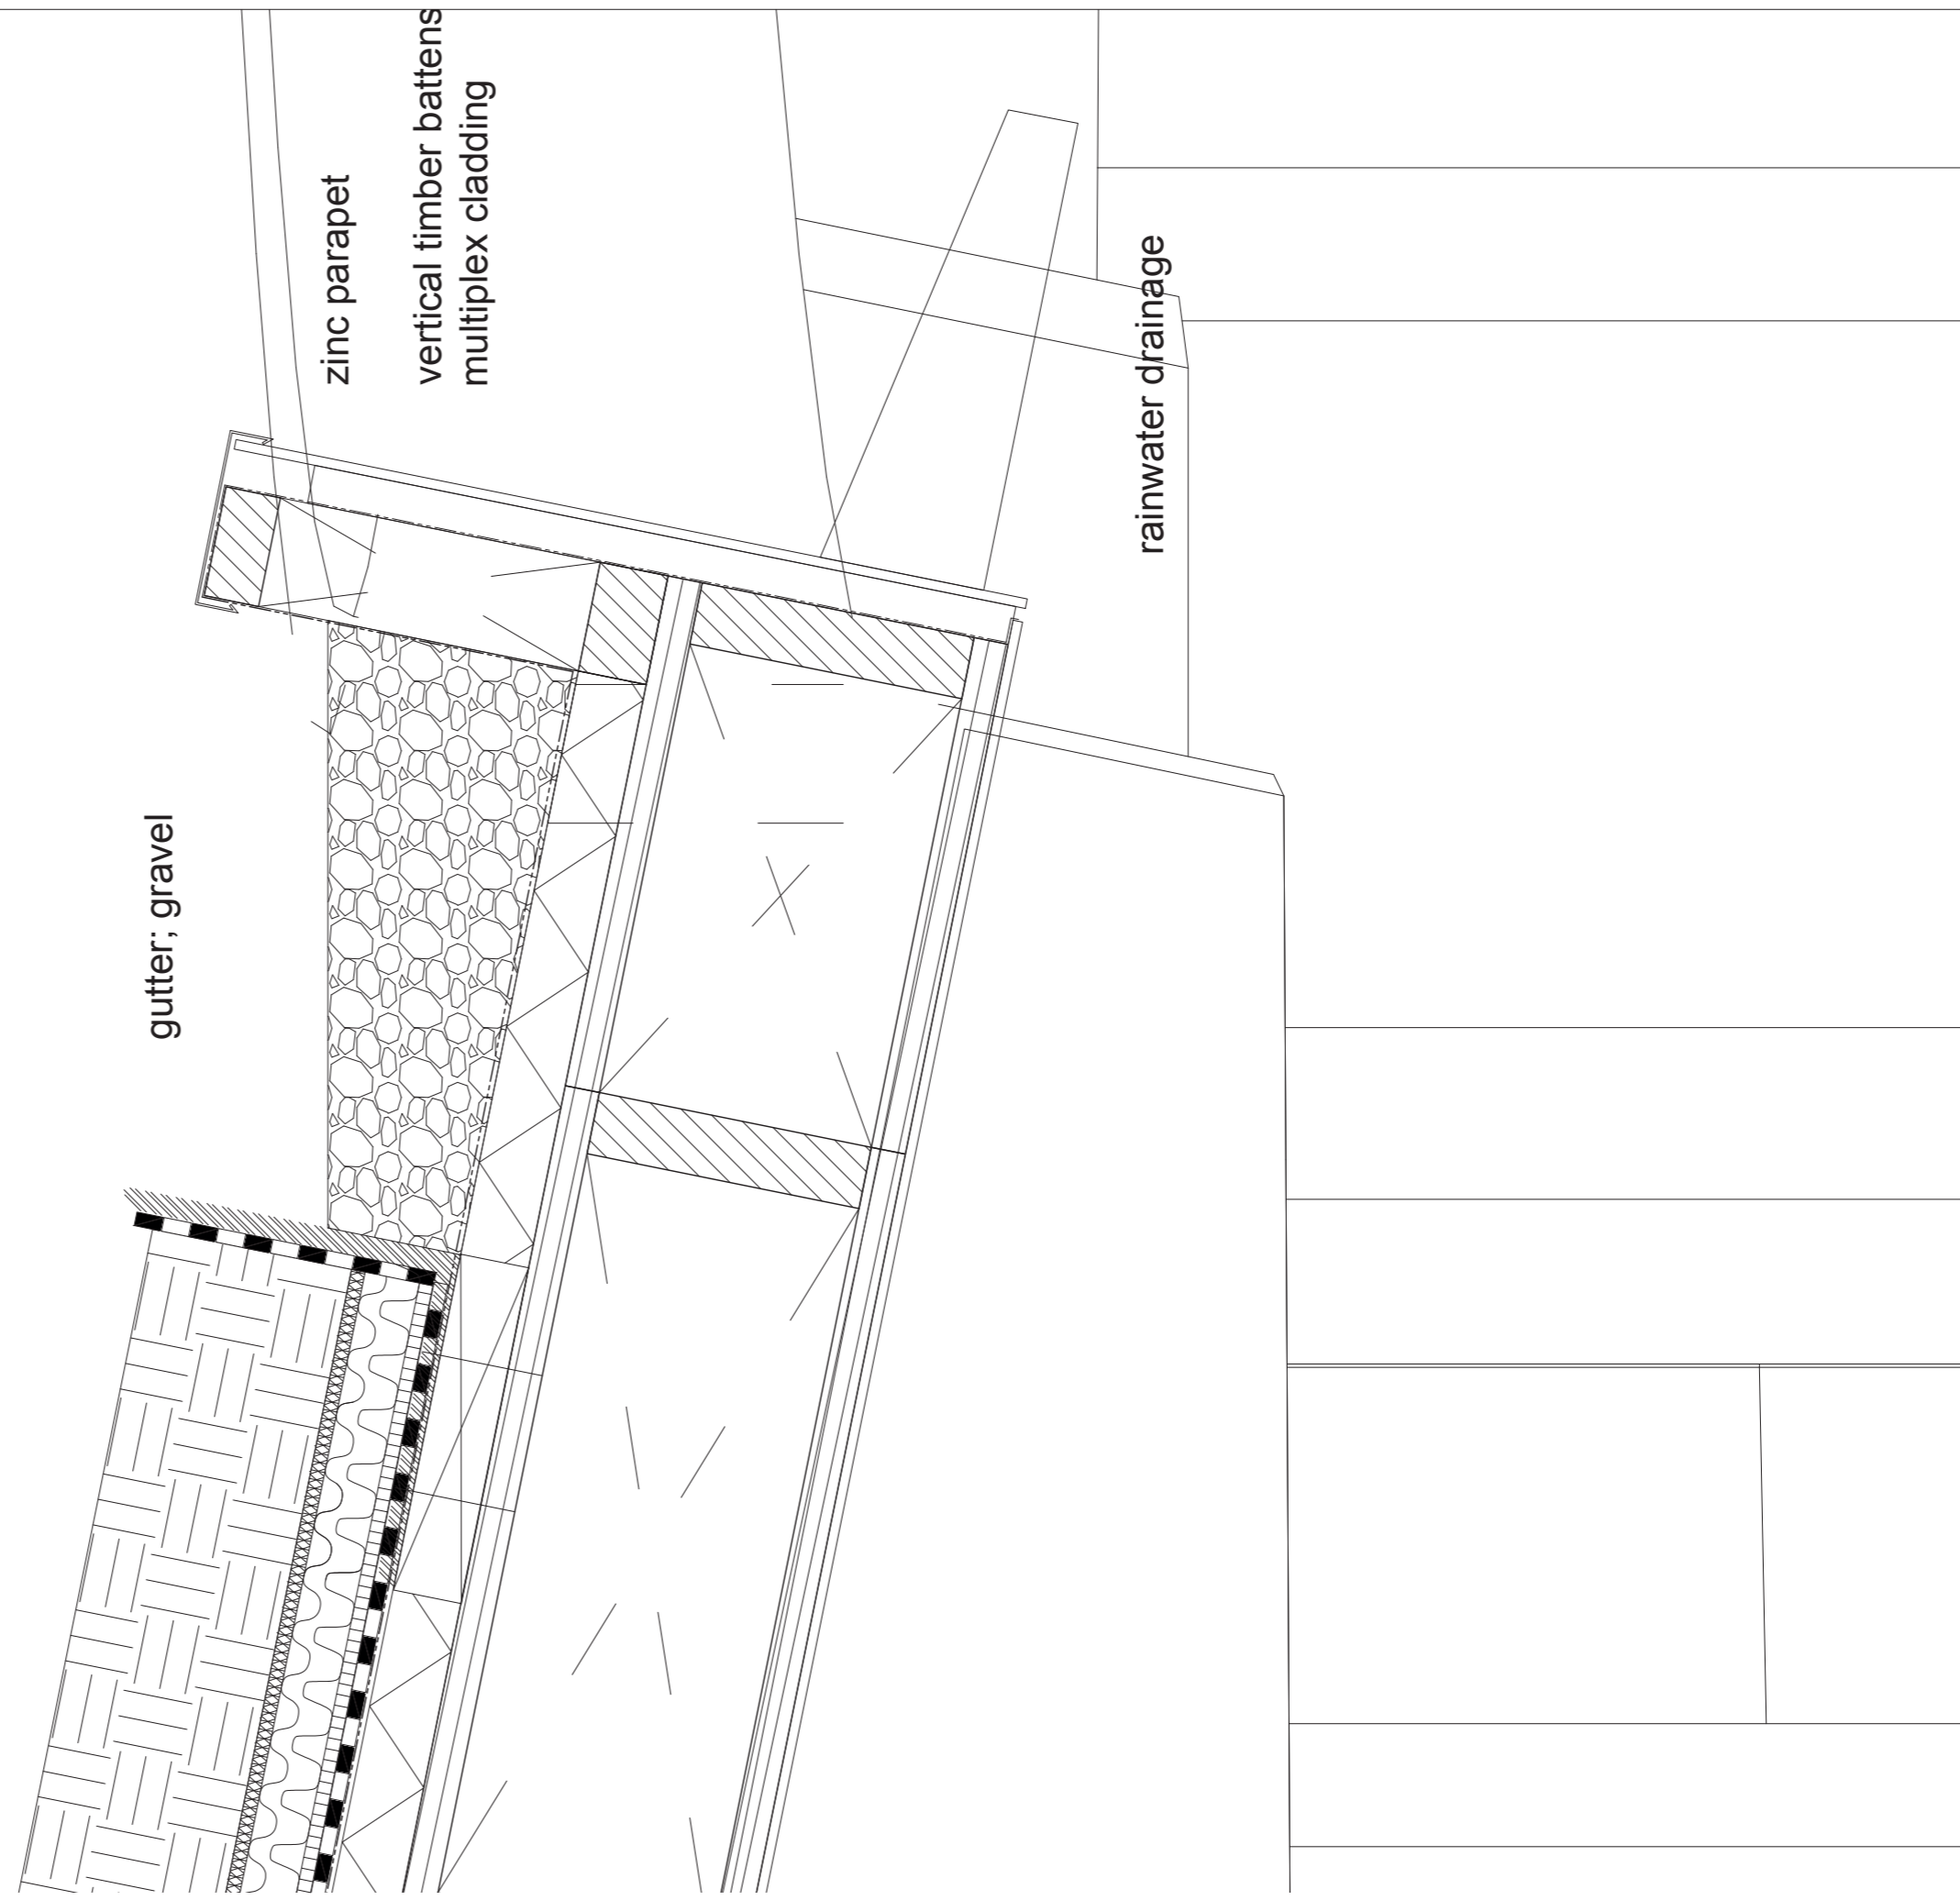 zinc parapet
vertical timber battens
multiplex cladding
rainwater drainage
gutter; gravel